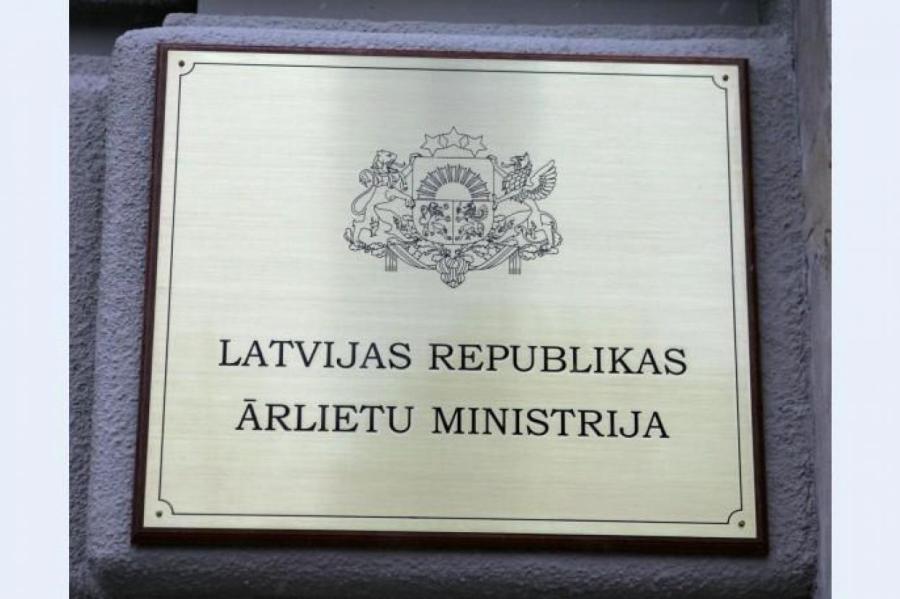 LATVIJAS REPUBLIKAS
ĀRLIETU MINISTRIJA